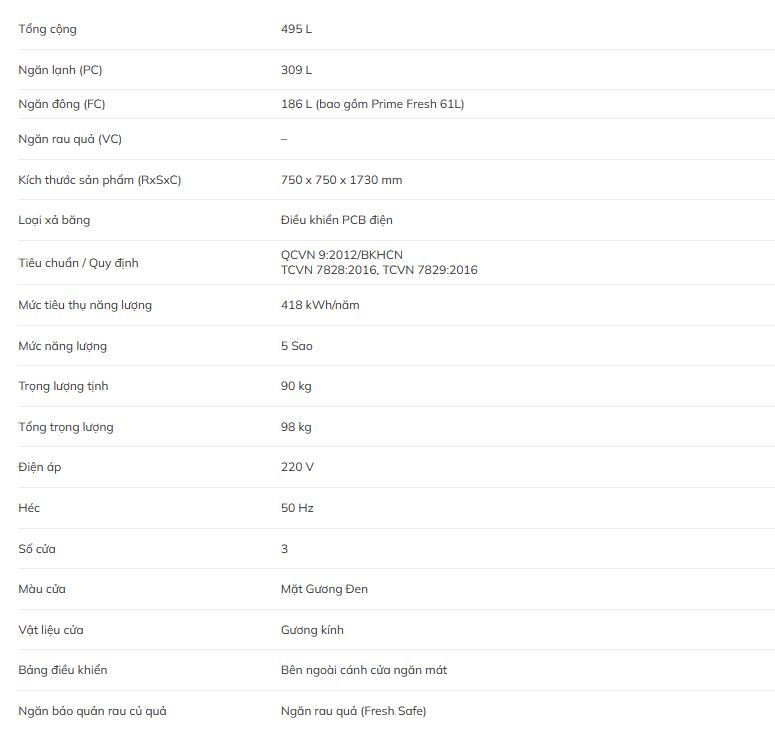 Tổng cộng 495 L
Ngăn lạnh (PC) 309 L
Ngăn đông (FC) 186 L (bao gồm Prime Fresh 61L)
Ngăn rau quả (VC) –
Kích thước sản phẩm (RxSxC) 750 x 750 x 1730 mm
Loại xả băng Điều khiển PCB điện
Tiêu chuẩn / Quy định QCVN 9:2012/BKHCN
TCVN 7828:2016, TCVN 7829:2016
Mức tiêu thụ năng lượng 418 kWh/năm
Mức năng lượng 5 Sao
Trọng lượng tịnh 90 kg
Tổng trọng lượng 98 kg
Điện áp 220 V
Héc 50 Hz
Số cửa 3
Màu cửa Mặt Gương Đen
Vật liệu cửa Gương kính
Bảng điều khiển Bên ngoài cánh cửa ngăn mát
Ngăn bảo quản rau củ quả Ngăn rau quả (Fresh Safe)